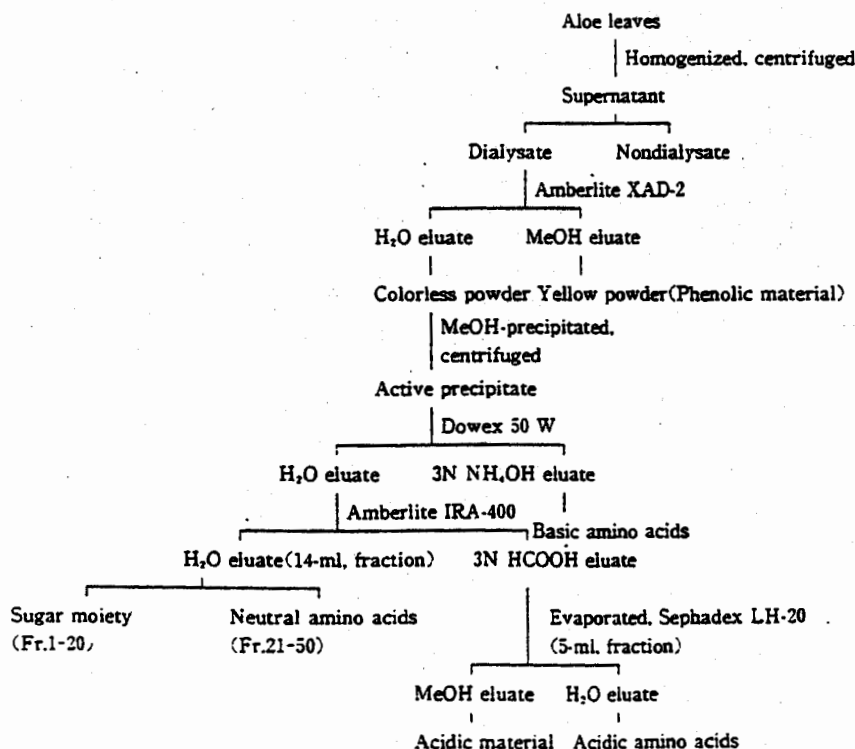 Aloe leaves
Homogenized, centrifuged
Supernatant
Dialysate Nondialysate
Amberlite XAD-2
H₂O eluate MeOH eluate
Colorless powder Yellow powder(Phenolic material)
MeOH-precipitated,
centrifuged
Active precipitate
Dowex 50 W
H₂O eluate 3N NH₄OH eluate
Amberlite IRA-400
Basic amino acids
H₂O eluate(14-ml, fraction) 3N HCOOH eluate
Sugar moiety Neutral amino acids Evaporated, Sephadex LH-20
(Fr.1-20) (Fr.21-50) (5-ml, fraction)
MeOH eluate H₂O eluate
Acidic material Acidic amino acids